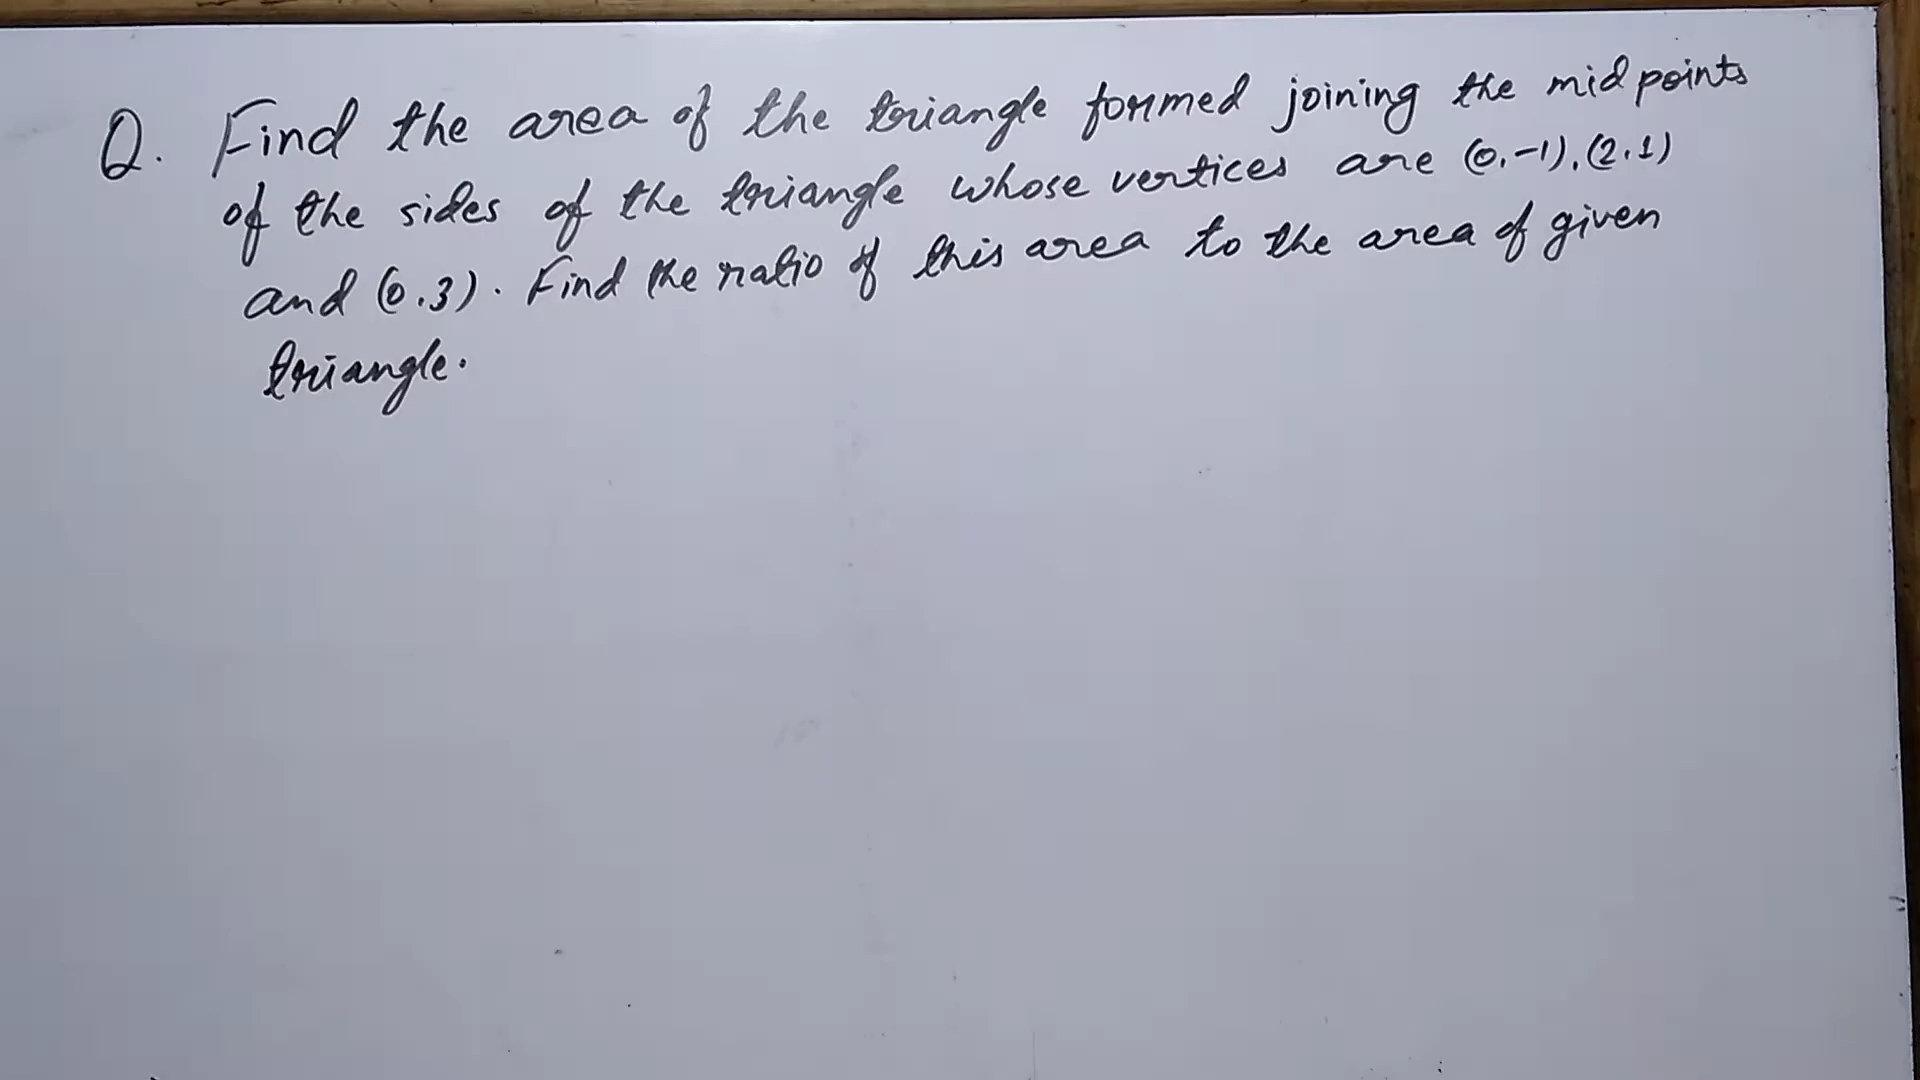 Q. Find the area of the triangle formed joining the mid points
of the sides of the triangle whose vertices are (0,-1), (2,1)
and (0,3). Find the ratio of this area to the area of given
triangle.